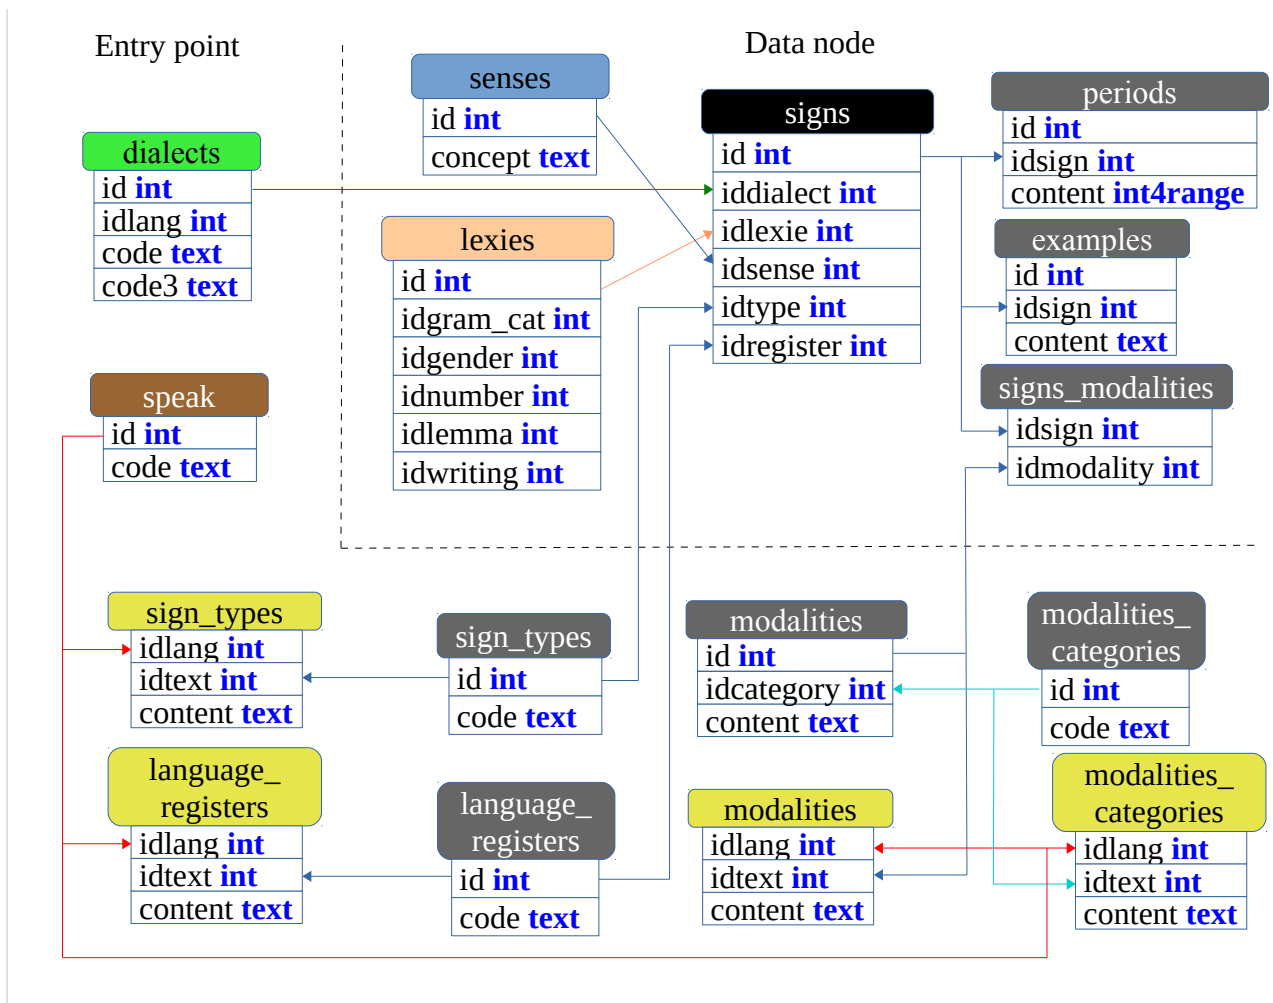 Entry point
Data node
senses
id int
concept text
signs
id int
iddialect int
idlexie int
idsense int
idtype int
idregister int
periods
id int
idsign int
content int4range
dialects
id int
idlang int
code text
code3 text
lexies
id int
idgram_cat int
idgender int
idnumber int
idlemma int
idwriting int
examples
id int
idsign int
content text
signs_modalities
idsign int
idmodality int
speak
id int
code text
sign_types
idlang int
idtext int
content text
sign_types
id int
code text
modalities
id int
idcategory int
content text
modalities_
categories
id int
code text
language_
registers
idlang int
idtext int
content text
language_
registers
id int
code text
modalities
idlang int
idtext int
content text
modalities_
categories
idlang int
idtext int
content text